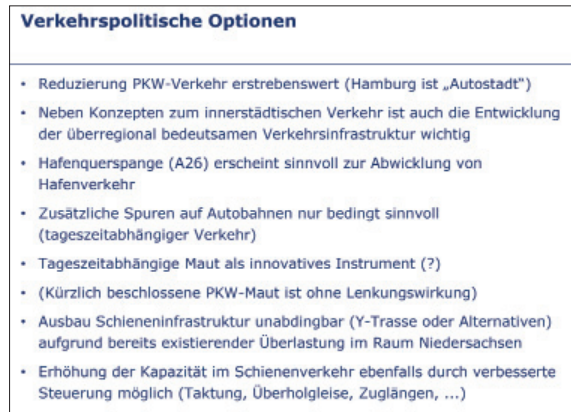 Verkehrspolitische Optionen
• Reduzierung PKW-Verkehr erstrebenswert (Hamburg ist „Autostadt“)
• Neben Konzepten zum innerstädtischen Verkehr ist auch die Entwicklung
der überregional bedeutsamen Verkehrsinfrastruktur wichtig
• Hafenquerspange (A26) erscheint sinnvoll zur Abwicklung von
Hafenverkehr
• Zusätzliche Spuren auf Autobahnen nur bedingt sinnvoll
(tageszeitabhängiger Verkehr)
• Tageszeitabhängige Maut als innovatives Instrument (?)
• (Kürzlich beschlossene PKW-Maut ist ohne Lenkungswirkung)
• Ausbau Schieneninfrastruktur unabdingbar (Y-Trasse oder Alternativen)
aufgrund bereits existierender Überlastung im Raum Niedersachsen
• Erhöhung der Kapazität im Schienenverkehr ebenfalls durch verbesserte
Steuerung möglich (Taktung, Überholgleise, Zuglängen, ...)